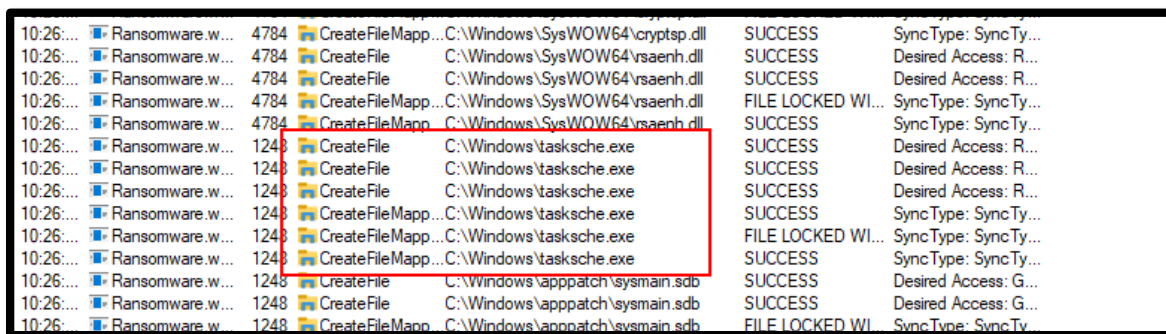 10:26:... Ransomware.w... 4784 CreateFileMapp...C:\Windows\SysWOW64\cryptsp.dll SUCCESS SyncType: SyncTy...
10:26:... Ransomware.w... 4784 CreateFile C:\Windows\SysWOW64\rsaenh.dll SUCCESS Desired Access: R...
10:26:... Ransomware.w... 4784 CreateFile C:\Windows\SysWOW64\rsaenh.dll SUCCESS Desired Access: R...
10:26:... Ransomware.w... 4784 CreateFileMapp...C:\Windows\SysWOW64\rsaenh.dll FILE LOCKED WI... SyncType: SyncTy...
10:26:... Ransomware.w... 4784 CreateFileMapp...C:\Windows\SysWOW64\rsaenh.dll SUCCESS SyncType: SyncTy...
10:26:... Ransomware.w... 1248 CreateFile C:\Windows\tasksche.exe SUCCESS Desired Access: R...
10:26:... Ransomware.w... 1248 CreateFile C:\Windows\tasksche.exe SUCCESS Desired Access: R...
10:26:... Ransomware.w... 1248 CreateFile C:\Windows\tasksche.exe SUCCESS Desired Access: R...
10:26:... Ransomware.w... 1248 CreateFileMapp...C:\Windows\tasksche.exe SUCCESS SyncType: SyncTy...
10:26:... Ransomware.w... 1248 CreateFileMapp...C:\Windows\tasksche.exe FILE LOCKED WI... SyncType: SyncTy...
10:26:... Ransomware.w... 1248 CreateFileMapp...C:\Windows\tasksche.exe SUCCESS SyncType: SyncTy...
10:26:... Ransomware.w... 1248 CreateFile C:\Windows\apppatch\sysmain.sdb SUCCESS Desired Access: G...
10:26:... Ransomware.w... 1248 CreateFile C:\Windows\apppatch\sysmain.sdb SUCCESS Desired Access: G...
10:26:... Ransomware.w... 1248 CreateFileMapp...C:\Windows\apppatch\sysmain.sdb FILE LOCKED WI... SyncType: SyncTy...